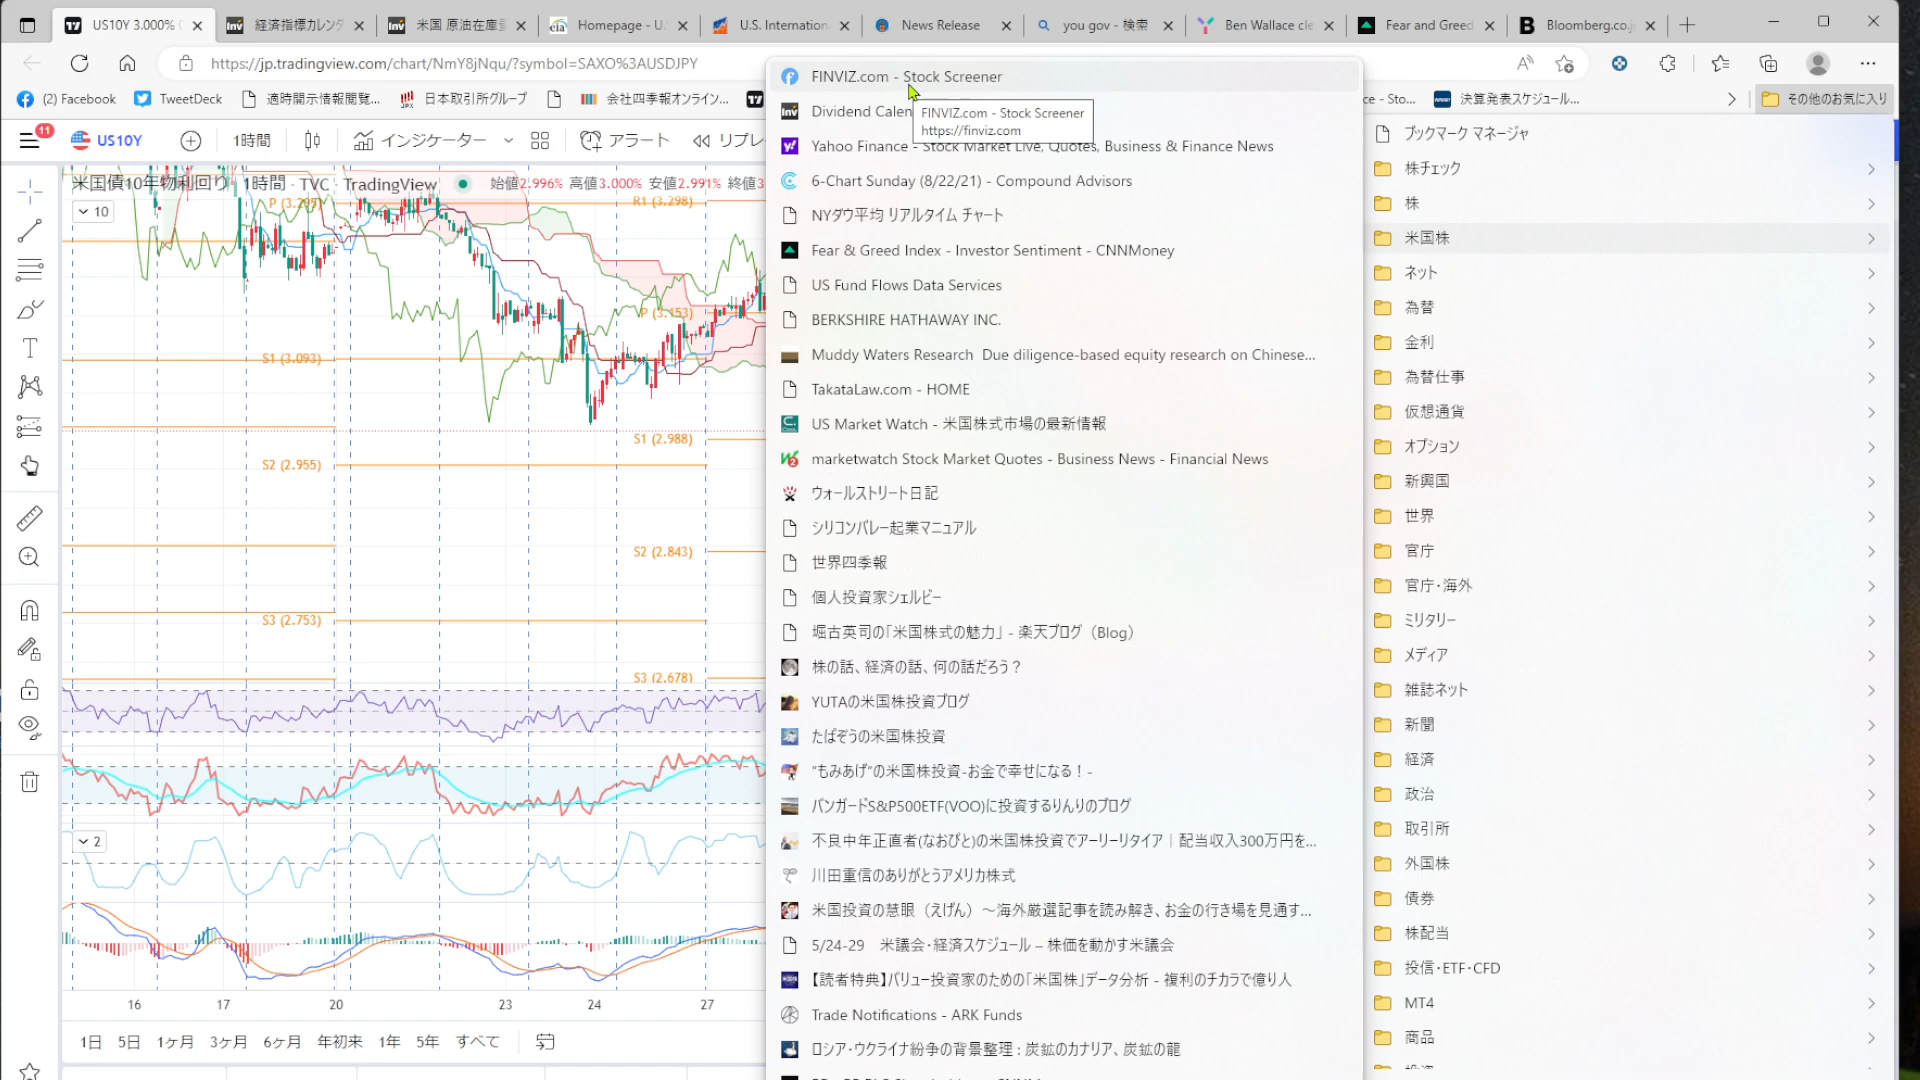 US10Y 3.000%
経済指標カレンダ
米国 原油在庫量
Homepage - U.S
U.S. Internation
News Release
you gov - 検索
Ben Wallace cle
Fear and Greed
Bloomberg.co.j
https://jp.tradingview.com/chart/NmY8jNqu/?symbol=SAXO%3AUSDJPY
(2) Facebook
TweetDeck
適時開示情報閲覧...
日本取引所グループ
会社四季報オンライン...
ce - Sto...
決算発表スケジュール...
その他のお気に入り
11
US10Y
1時間
インジケーター
アラート
リプレ
米国債10年物利回り · 1時間 · TVC · TradingView
始値2.996% 高値3.000% 安値2.991% 終値3
10
P (3.295)
R1 (3.298)
P (3.153)
S1 (3.093)
S1 (2.988)
S2 (2.955)
S2 (2.843)
S3 (2.753)
S3 (2.678)
2
16
17
20
23
24
27
1日
5日
1ヶ月
3ヶ月
6ヶ月
年初来
1年
5年
すべて
FINVIZ.com - Stock Screener
Dividend Calen
FINVIZ.com - Stock Screener
https://finviz.com
Yahoo Finance - Stock Market Live, Quotes, Business & Finance News
6-Chart Sunday (8/22/21) - Compound Advisors
NYダウ平均 リアルタイム チャート
Fear & Greed Index - Investor Sentiment - CNNMoney
US Fund Flows Data Services
BERKSHIRE HATHAWAY INC.
Muddy Waters Research  Due diligence-based equity research on Chinese...
TakataLaw.com - HOME
US Market Watch - 米国株式市場の最新情報
marketwatch Stock Market Quotes - Business News - Financial News
ウォールストリート日記
シリコンバレー起業マニュアル
世界四季報
個人投資家シェルビー
堀古英司の「米国株式の魅力」 - 楽天ブログ（Blog）
株の話、経済の話、何の話だろう？
YUTAの米国株投資ブログ
たぱぞうの米国株投資
"もみあげ"の米国株投資-お金で幸せになる！-
バンガードS&P500ETF(VOO)に投資するりんりのブログ
不良中年正直者(なおびと)の米国株投資でアーリーリタイア｜配当収入300万円を...
川田重信のありがとうアメリカ株式
米国投資の慧眼（えげん）～海外厳選記事を読み解き、お金の行き場を見通す...
5/24-29　米議会・経済スケジュール – 株価を動かす米議会
【読者特典】バリュー投資家のための「米国株」データ分析 - 複利のチカラで億り人
Trade Notifications - ARK Funds
ロシア・ウクライナ紛争の背景整理 : 炭鉱のカナリア、炭鉱の龍
ブックマーク マネージャ
株チェック
株
米国株
ネット
為替
金利
為替仕事
仮想通貨
オプション
新興国
世界
官庁
官庁・海外
ミリタリー
メディア
雑誌ネット
新聞
経済
政治
取引所
外国株
債券
株配当
投信・ETF・CFD
MT4
商品